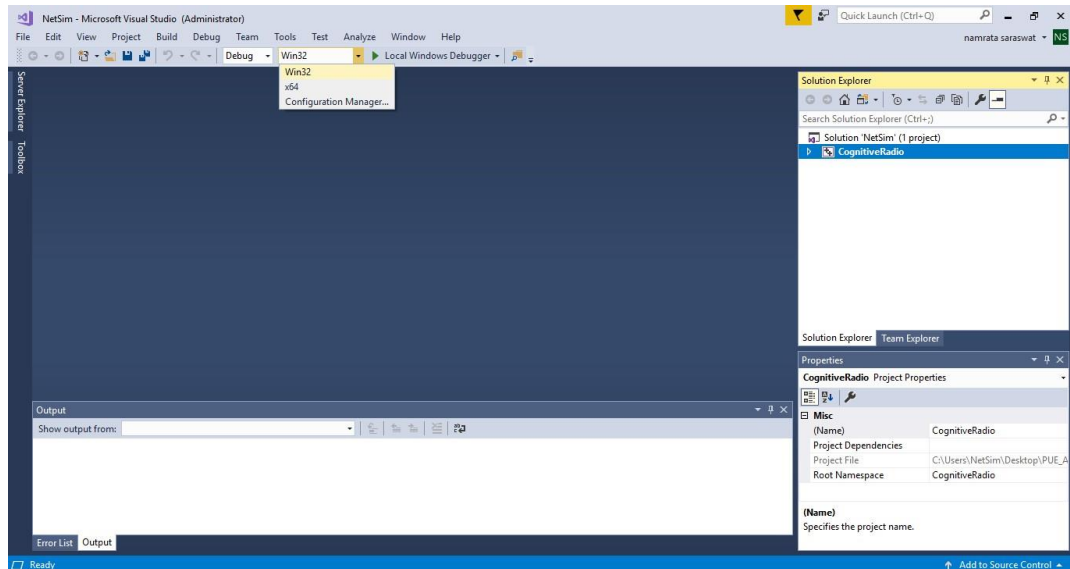 NetSim - Microsoft Visual Studio (Administrator)
Quick Launch (Ctrl+Q)
File Edit View Project Build Debug Team Tools Test Analyze Window Help
namrata saraswat
NS
Debug
Win32
Local Windows Debugger
Win32
x64
Configuration Manager...
Server Explorer
Toolbox
Solution Explorer
Search Solution Explorer (Ctrl+;)
Solution 'NetSim' (1 project)
CognitiveRadio
Solution Explorer Team Explorer
Properties
CognitiveRadio Project Properties
Misc
(Name) CognitiveRadio
Project Dependencies
Project File C:\Users\NetSim\Desktop\PUE_A
Root Namespace CognitiveRadio
(Name)
Specifies the project name.
Output
Show output from:
Error List Output
Ready
Add to Source Control